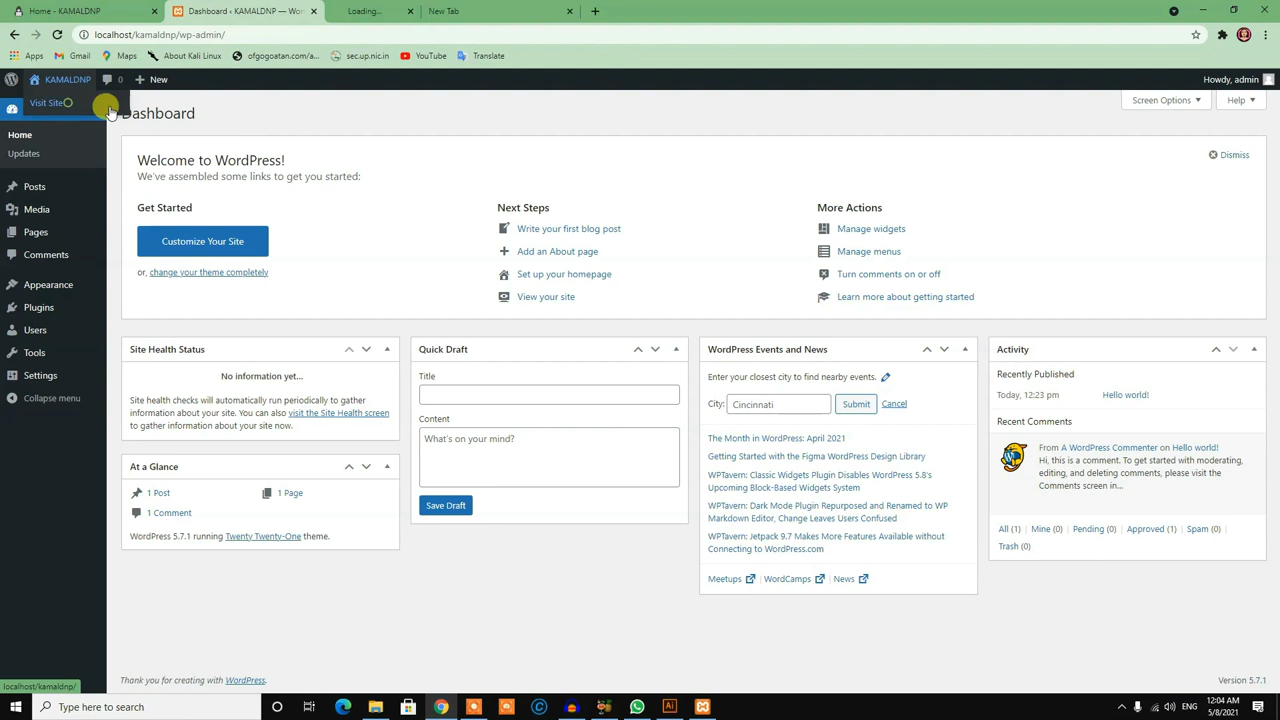 Home - KAMALDNP
Dashboard ‹ KAMALDNP — Wor
Loading...
New Tab
localhost/kamaldnp/wp-admin/
Apps
Gmail
Maps
About Kali Linux
ofgogoatan.com/a...
sec.up.nic.in
YouTube
Translate
KAMALDNP
0
New
Howdy, admin
Visit Site
Dashboard
Screen Options
Help
Home
Updates
Posts
Media
Pages
Comments
Appearance
Plugins
Users
Tools
Settings
Collapse menu
Welcome to WordPress!
Dismiss
We've assembled some links to get you started:
Get Started
Customize Your Site
or, change your theme completely
Next Steps
Write your first blog post
Add an About page
Set up your homepage
View your site
More Actions
Manage widgets
Manage menus
Turn comments on or off
Learn more about getting started
Site Health Status
No information yet...
Site health checks will automatically run periodically to gather
information about your site. You can also visit the Site Health screen
to gather information about your site now.
At a Glance
1 Post
1 Page
1 Comment
WordPress 5.7.1 running Twenty Twenty-One theme.
Quick Draft
Title
Content
What's on your mind?
Save Draft
WordPress Events and News
Enter your closest city to find nearby events.
City:
Cincinnati
Submit
Cancel
The Month in WordPress: April 2021
Getting Started with the Figma WordPress Design Library
WPTavern: Classic Widgets Plugin Disables WordPress 5.8's
Upcoming Block-Based Widgets System
WPTavern: Dark Mode Plugin Repurposed and Renamed to WP
Markdown Editor, Change Leaves Users Confused
WPTavern: Jetpack 9.7 Makes More Features Available without
Connecting to WordPress.com
Meetups | WordCamps | News
Activity
Recently Published
Today, 12:23 pm
Hello world!
Recent Comments
From A WordPress Commenter on Hello world!
Hi, this is a comment. To get started with moderating,
editing, and deleting comments, please visit the
Comments screen in...
All (1) | Mine (0) | Pending (0) | Approved (1) | Spam (0) |
Trash (0)
Thank you for creating with WordPress.
Version 5.7.1
localhost/kamaldnp/
Type here to search
ENG
12:04 AM
5/8/2021